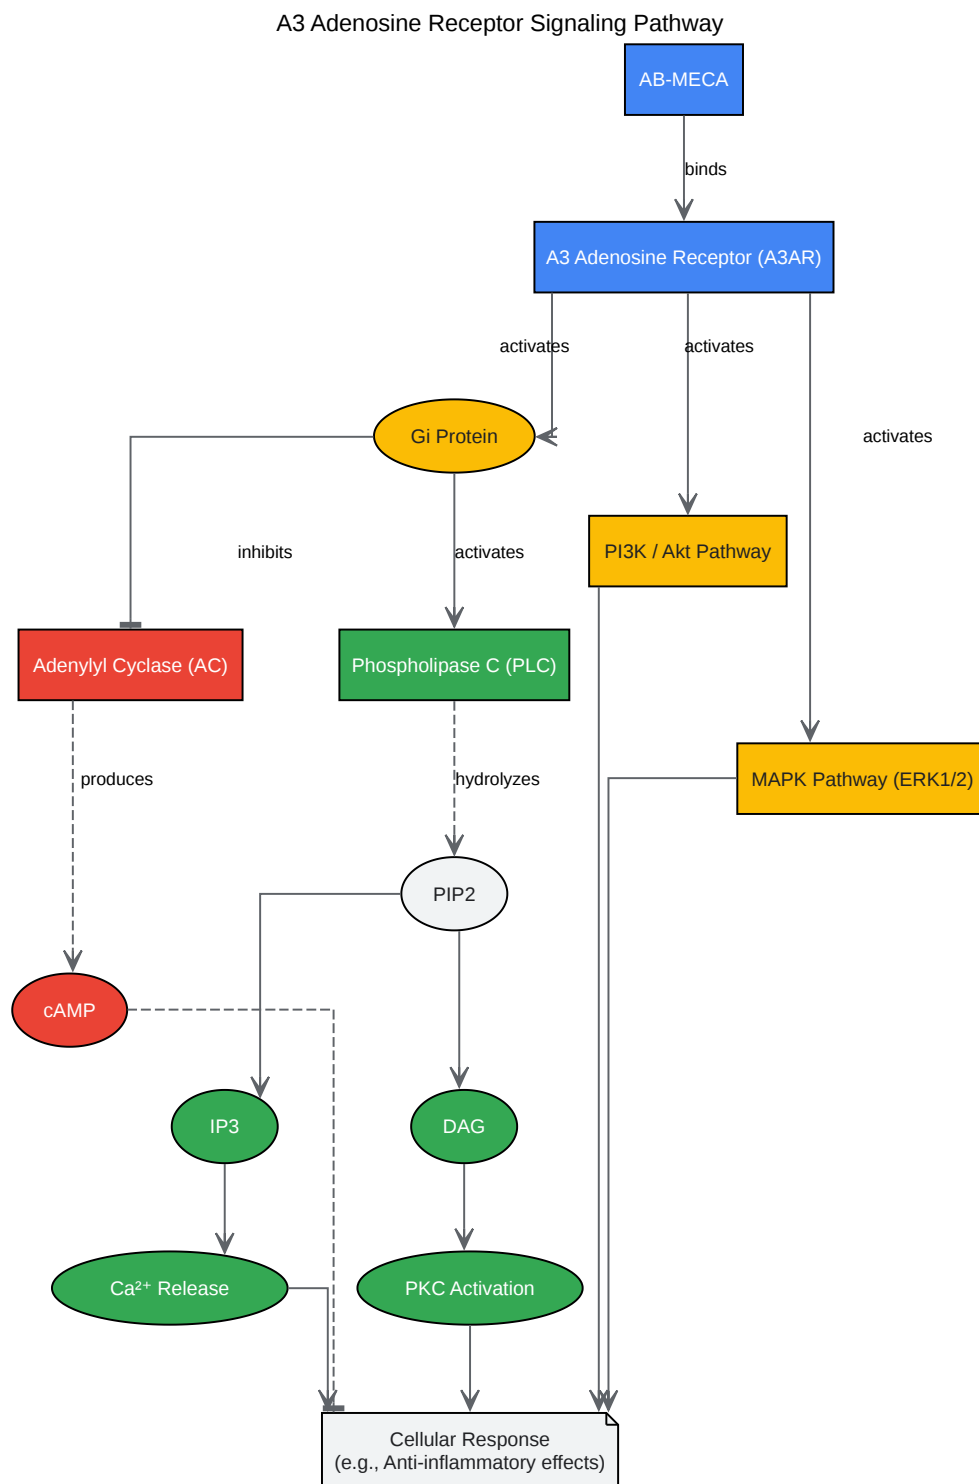 A3 Adenosine Receptor Signaling Pathway
AB-MECA
binds
A3 Adenosine Receptor (A3AR)
activates
activates
activates
Gi Protein
inhibits
activates
PI3K / Akt Pathway
Adenylyl Cyclase (AC)
Phospholipase C (PLC)
produces
hydrolyzes
MAPK Pathway (ERK1/2)
PIP2
cAMP
IP3
DAG
Ca²⁺ Release
PKC Activation
Cellular Response
(e.g., Anti-inflammatory effects)